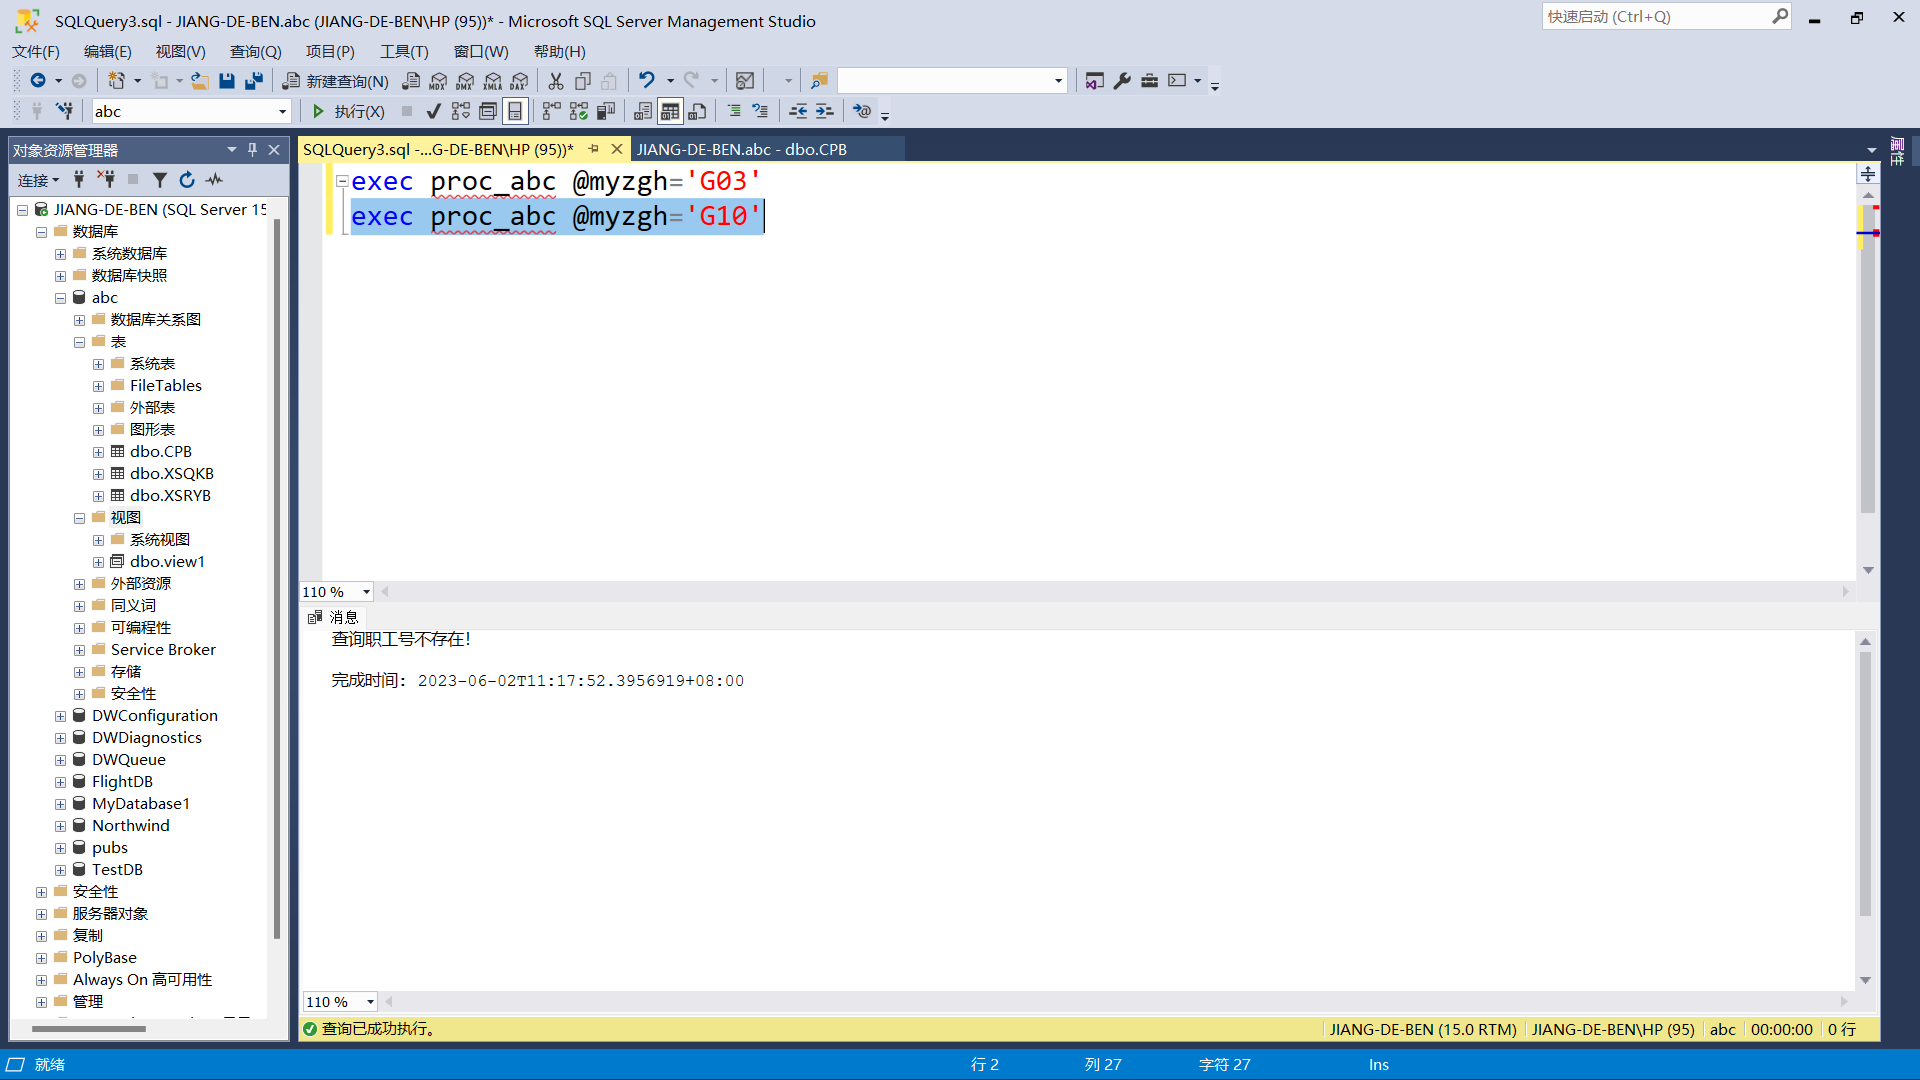 SQLQuery3.sql - JIANG-DE-BEN.abc (JIANG-DE-BEN\HP (95))* - Microsoft SQL Server Management Studio
快速启动 (Ctrl+Q)
文件(F) 编辑(E) 视图(V) 查询(Q) 项目(P) 工具(T) 窗口(W) 帮助(H)
新建查询(N) MDX DMX XMLA DAX
abc 执行(X)
对象资源管理器
连接
JIANG-DE-BEN (SQL Server 15
数据库
系统数据库
数据库快照
abc
数据库关系图
表
系统表
FileTables
外部表
图形表
dbo.CPB
dbo.XSQKB
dbo.XSRYB
视图
系统视图
dbo.view1
外部资源
同义词
可编程性
Service Broker
存储
安全性
DWConfiguration
DWDiagnostics
DWQueue
FlightDB
MyDatabase1
Northwind
pubs
TestDB
安全性
服务器对象
复制
PolyBase
Always On 高可用性
管理
SQLQuery3.sql -...G-DE-BEN\HP (95))* JIANG-DE-BEN.abc - dbo.CPB
属性
exec proc_abc @myzgh='G03'
exec proc_abc @myzgh='G10'
110 %
消息
查询职工号不存在!
完成时间: 2023-06-02T11:17:52.3956919+08:00
110 %
查询已成功执行。 JIANG-DE-BEN (15.0 RTM) JIANG-DE-BEN\HP (95) abc 00:00:00 0 行
就绪 行 2 列 27 字符 27 Ins